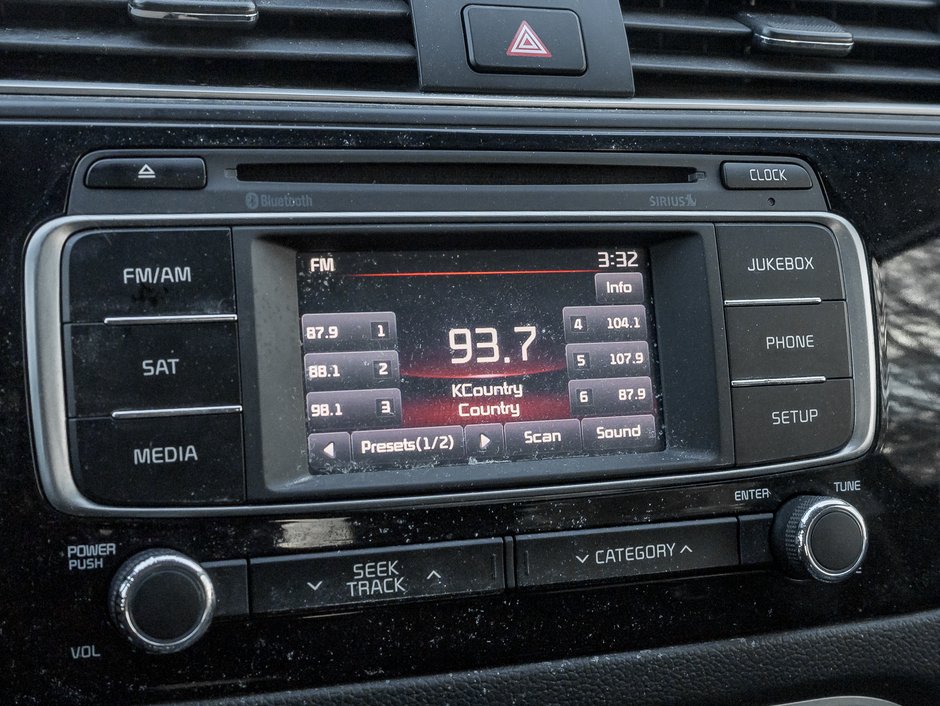 CLOCK
Bluetooth
SIRIUS
FM/AM
SAT
MEDIA
FM
3:32
Info
87.9 1
88.1 2
98.1 3
93.7
KCountry
Country
4 104.1
5 107.9
6 87.9
Presets(1/2)
Scan
Sound
JUKEBOX
PHONE
SETUP
POWER
PUSH
VOL
SEEK
TRACK
CATEGORY
ENTER
TUNE